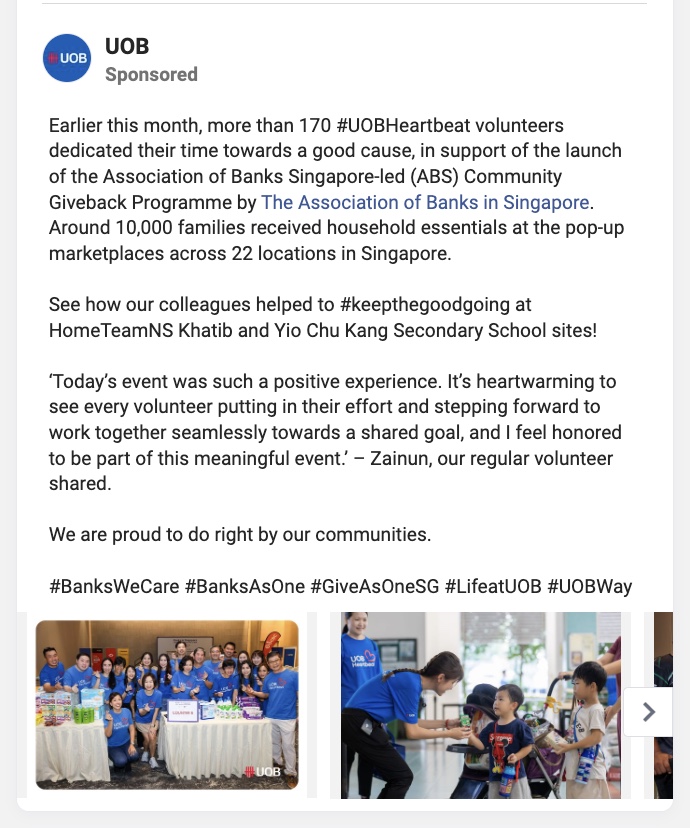 UOB
UOB
Sponsored
Earlier this month, more than 170 #UOBHeartbeat volunteers
dedicated their time towards a good cause, in support of the launch
of the Association of Banks Singapore-led (ABS) Community
Giveback Programme by The Association of Banks in Singapore.
Around 10,000 families received household essentials at the pop-up
marketplaces across 22 locations in Singapore.
See how our colleagues helped to #keepthegoodgoing at
HomeTeamNS Khatib and Yio Chu Kang Secondary School sites!
‘Today’s event was such a positive experience. It’s heartwarming to
see every volunteer putting in their effort and stepping forward to
work together seamlessly towards a shared goal, and I feel honored
to be part of this meaningful event.’ – Zainun, our regular volunteer
shared.
We are proud to do right by our communities.
#BanksWeCare #BanksAsOne #GiveAsOneSG #LifeatUOB #UOBWay
UOB
UOB
Heartbeat